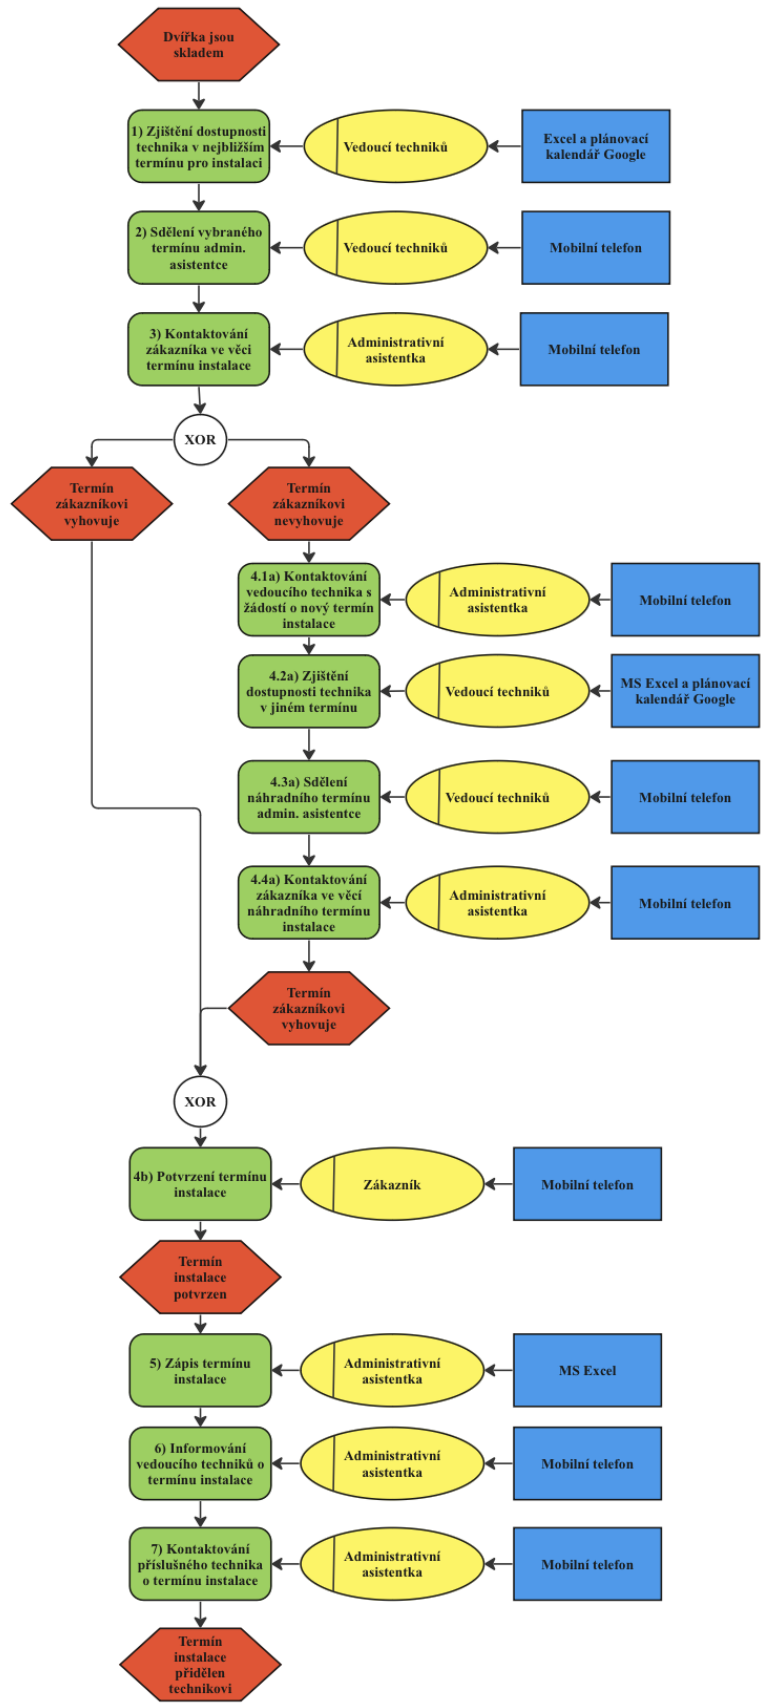 Dvířka jsou
skladem
1) Zjištění dostupnosti
technika v nejbližším
termínu pro instalaci
Vedoucí techniků
Excel a plánovací
kalendář Google
2) Sdělení vybraného
termínu admin.
asistentce
Vedoucí techniků
Mobilní telefon
3) Kontaktování
zákazníka ve věci
termínu instalace
Administrativní
asistentka
Mobilní telefon
XOR
Termín
zákazníkovi
vyhovuje
Termín
zákazníkovi
nevyhovuje
4.1a) Kontaktování
vedoucího technika s
žádostí o nový termín
instalace
Administrativní
asistentka
Mobilní telefon
4.2a) Zjištění
dostupnosti technika
v jiném termínu
Vedoucí techniků
MS Excel a plánovací
kalendář Google
4.3a) Sdělení
náhradního termínu
admin. asistentce
Vedoucí techniků
Mobilní telefon
4.4a) Kontaktování
zákazníka ve věcí
náhradního termínu
instalace
Administrativní
asistentka
Mobilní telefon
Termín
zákazníkovi
vyhovuje
XOR
4b) Potvrzení termínu
instalace
Zákazník
Mobilní telefon
Termín
instalace
potvrzen
5) Zápis termínu
instalace
Administrativní
asistentka
MS Excel
6) Informování
vedoucího techniků o
termínu instalace
Administrativní
asistentka
Mobilní telefon
7) Kontaktování
příslušného technika
o termínu instalace
Administrativní
asistentka
Mobilní telefon
Termín
instalace
přidělen
technikovi